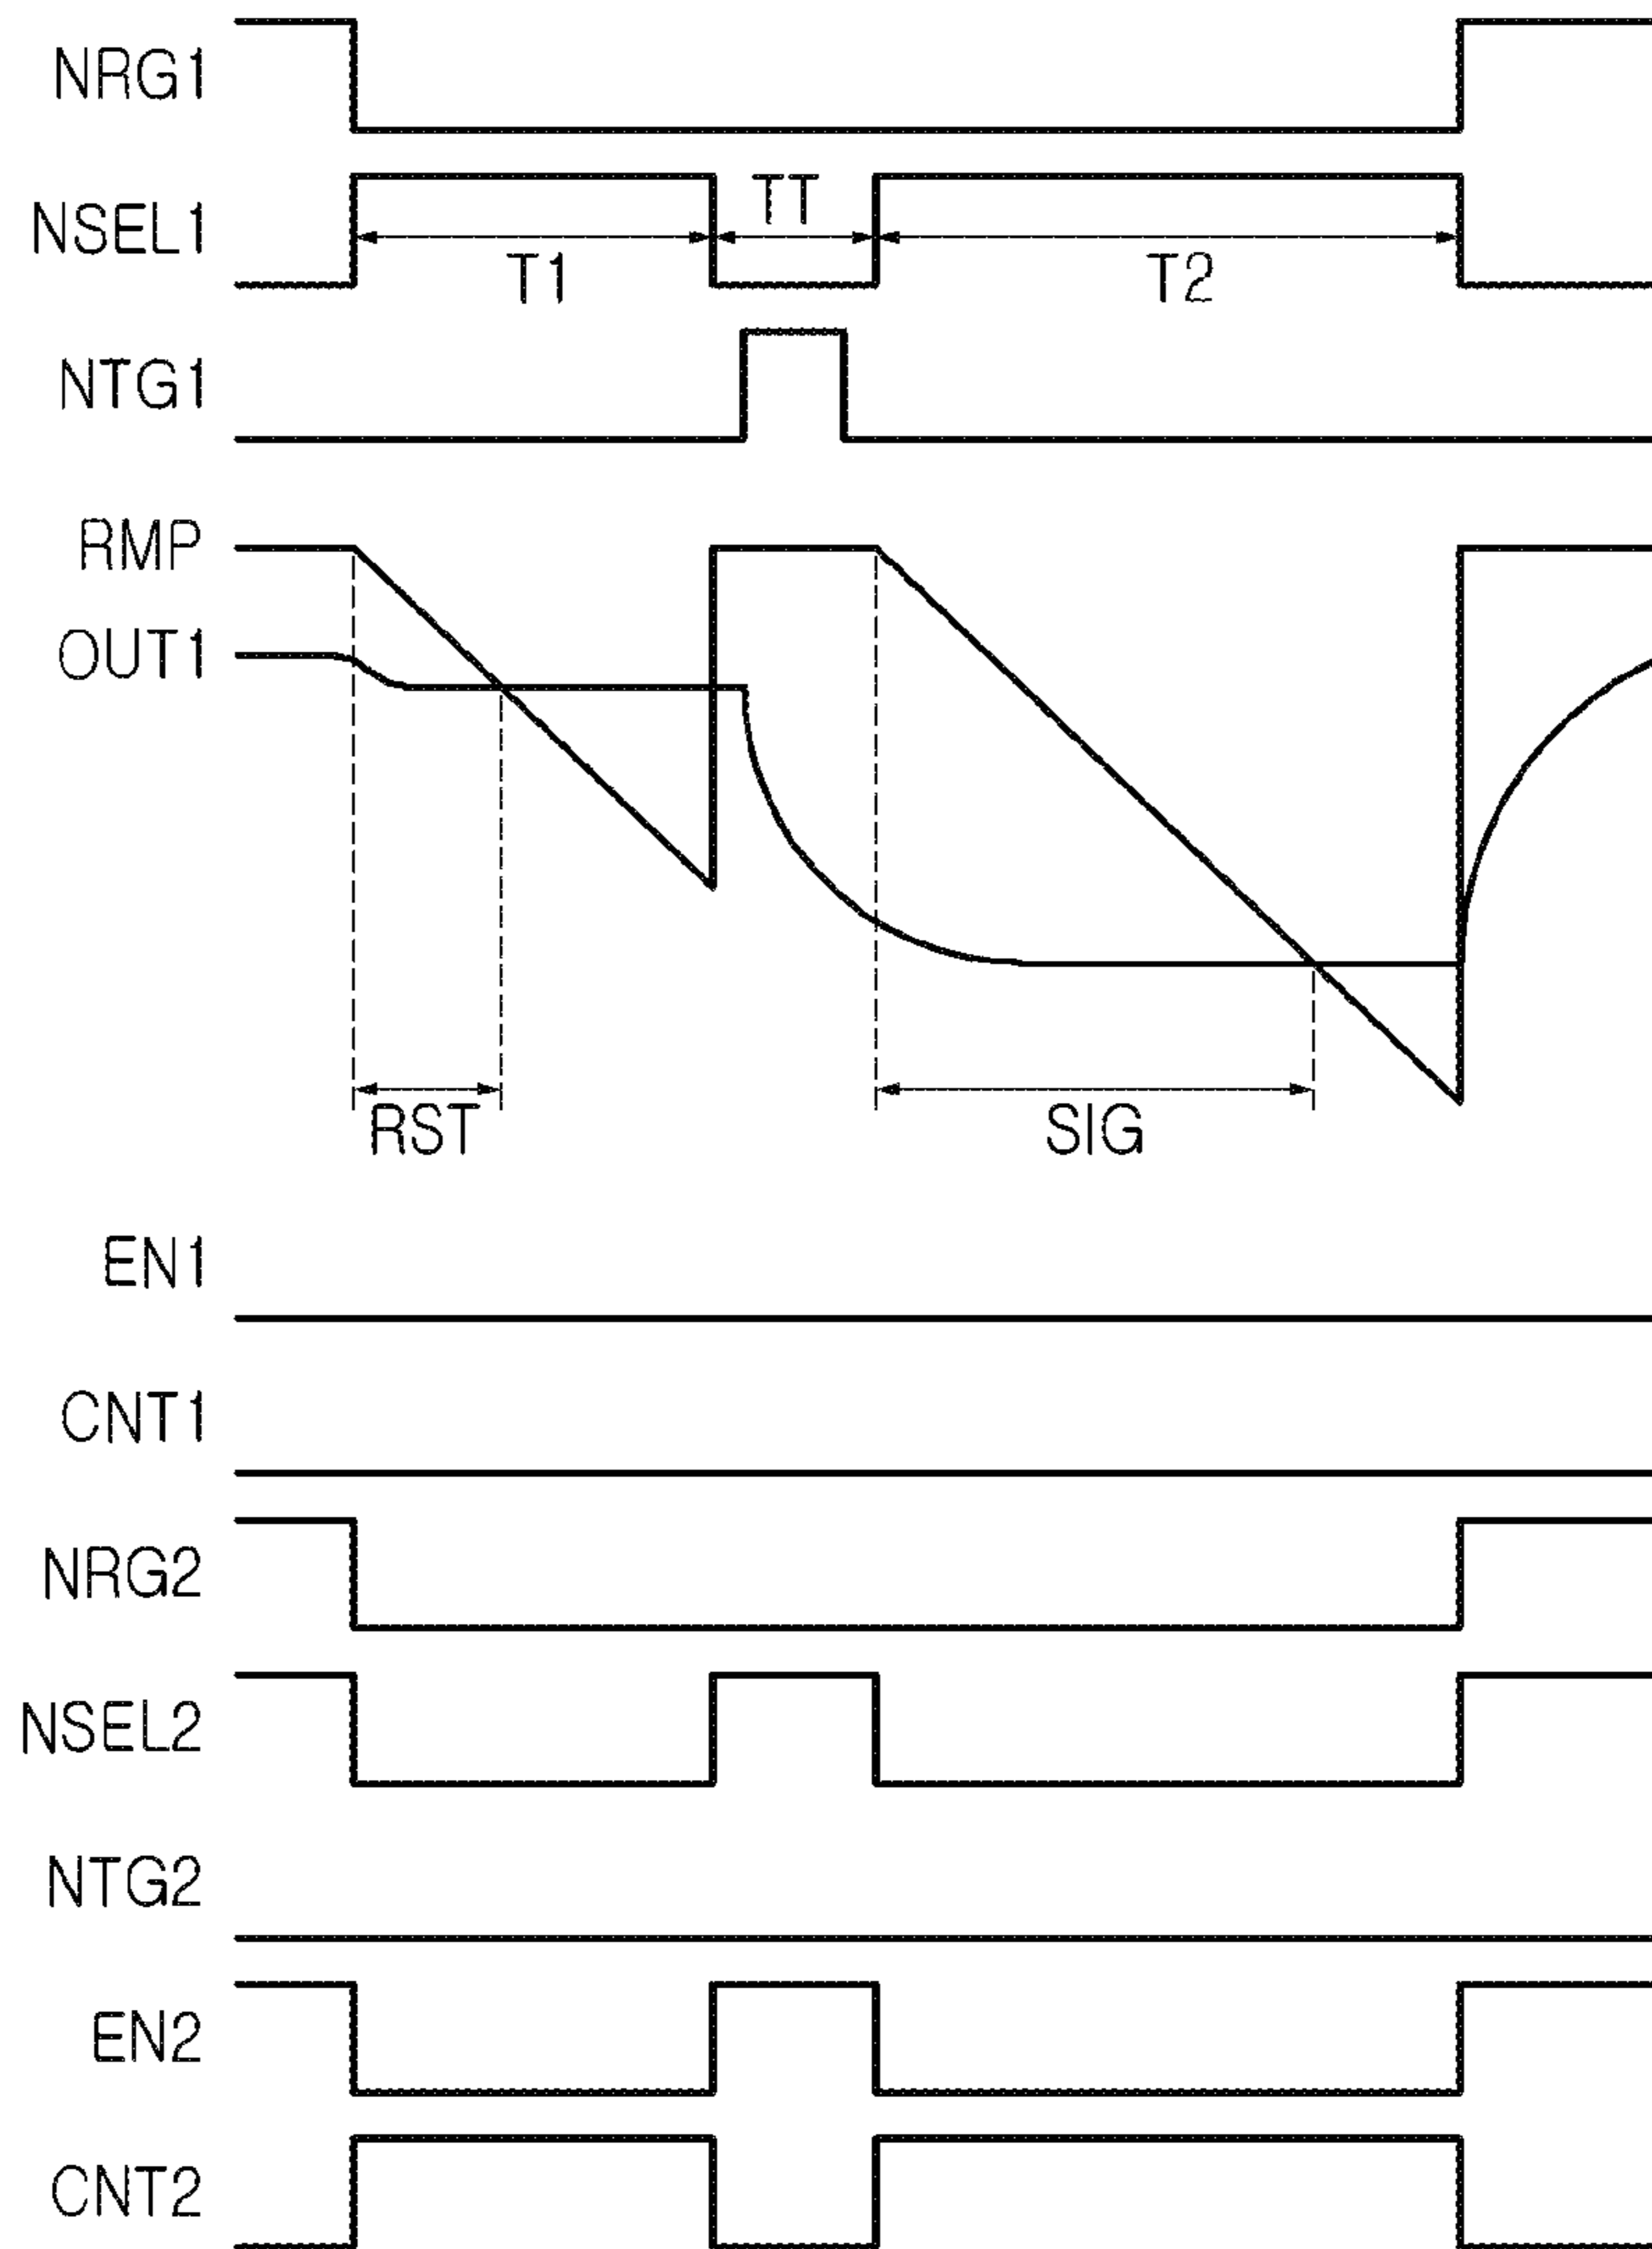 NRG1
NSEL1
TT
T1
T2
NTG1
RMP
OUT1
RST
SIG
EN1
CNT1
NRG2
NSEL2
NTG2
EN2
CNT2